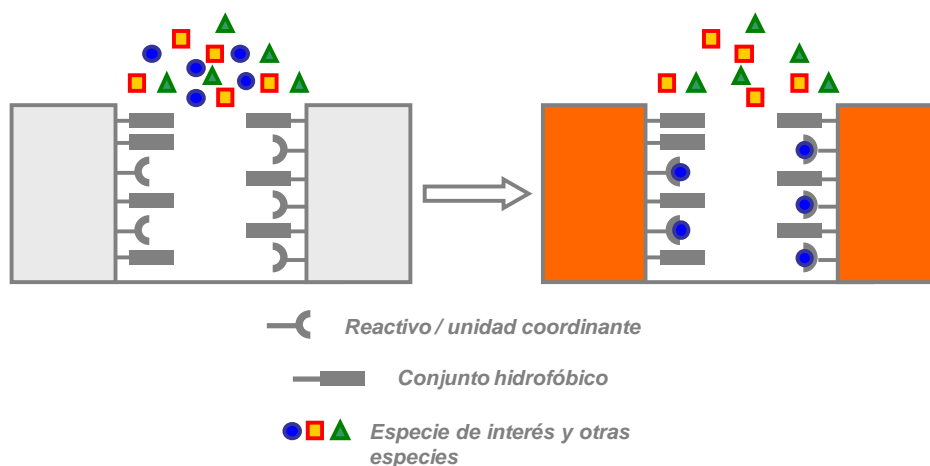 Reactivo / unidad coordinante
Conjunto hidrofóbico
Especie de interés y otras
especies